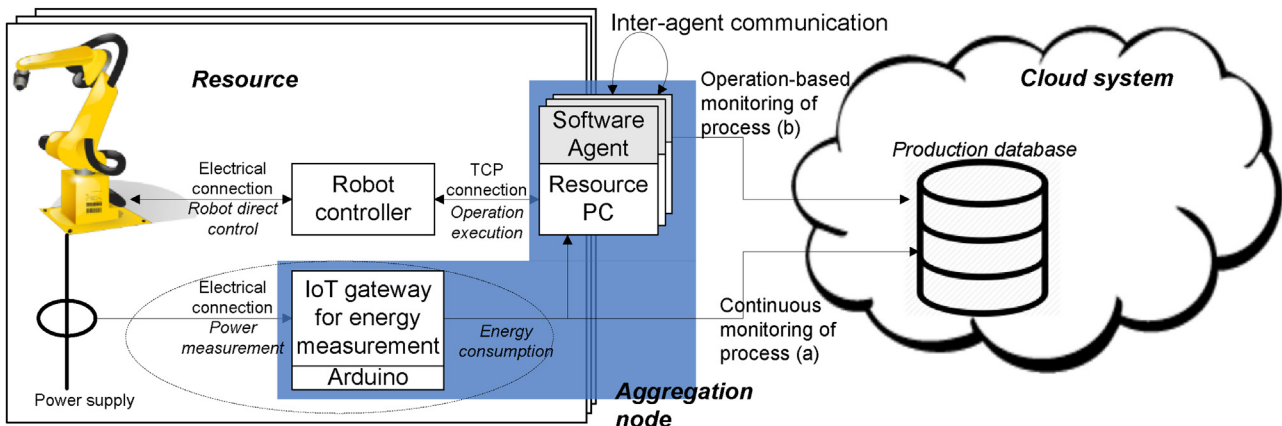 Inter-agent communication
Resource
Operation-based
monitoring of
process (b)
Cloud system
Software
Agent
Resource
PC
Production database
Electrical
connection
Robot direct
control
Robot
controller
TCP
connection
Operation
execution
Electrical
connection
Power
measurement
IoT gateway
for energy
measurement
Arduino
Energy
consumption
Continuous
monitoring of
process (a)
Power supply
Aggregation
node